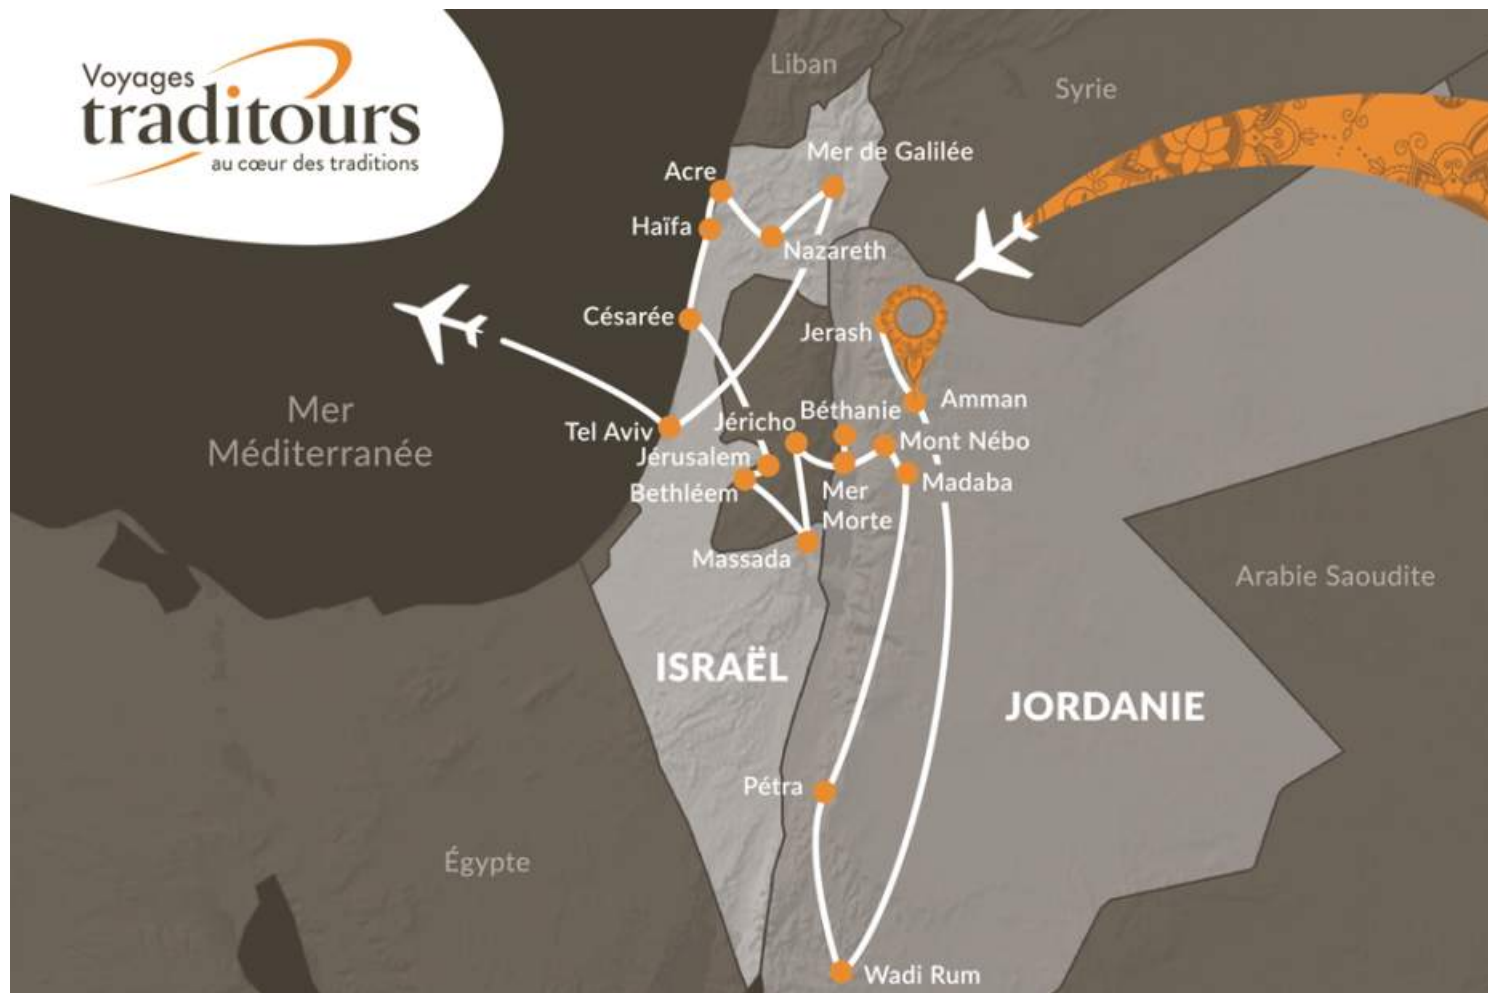 Voyages
traditours
au cœur des traditions
Liban
Syrie
Mer de Galilée
Acre
Haïfa
Nazareth
Césarée
Jerash
Mer
Méditerranée
Amman
Béthanie
Jéricho
Tel Aviv
Mont Nébo
Jérusalem
Madaba
Bethléem
Mer
Morte
Massada
Arabie Saoudite
ISRAËL
JORDANIE
Pétra
Égypte
Wadi Rum